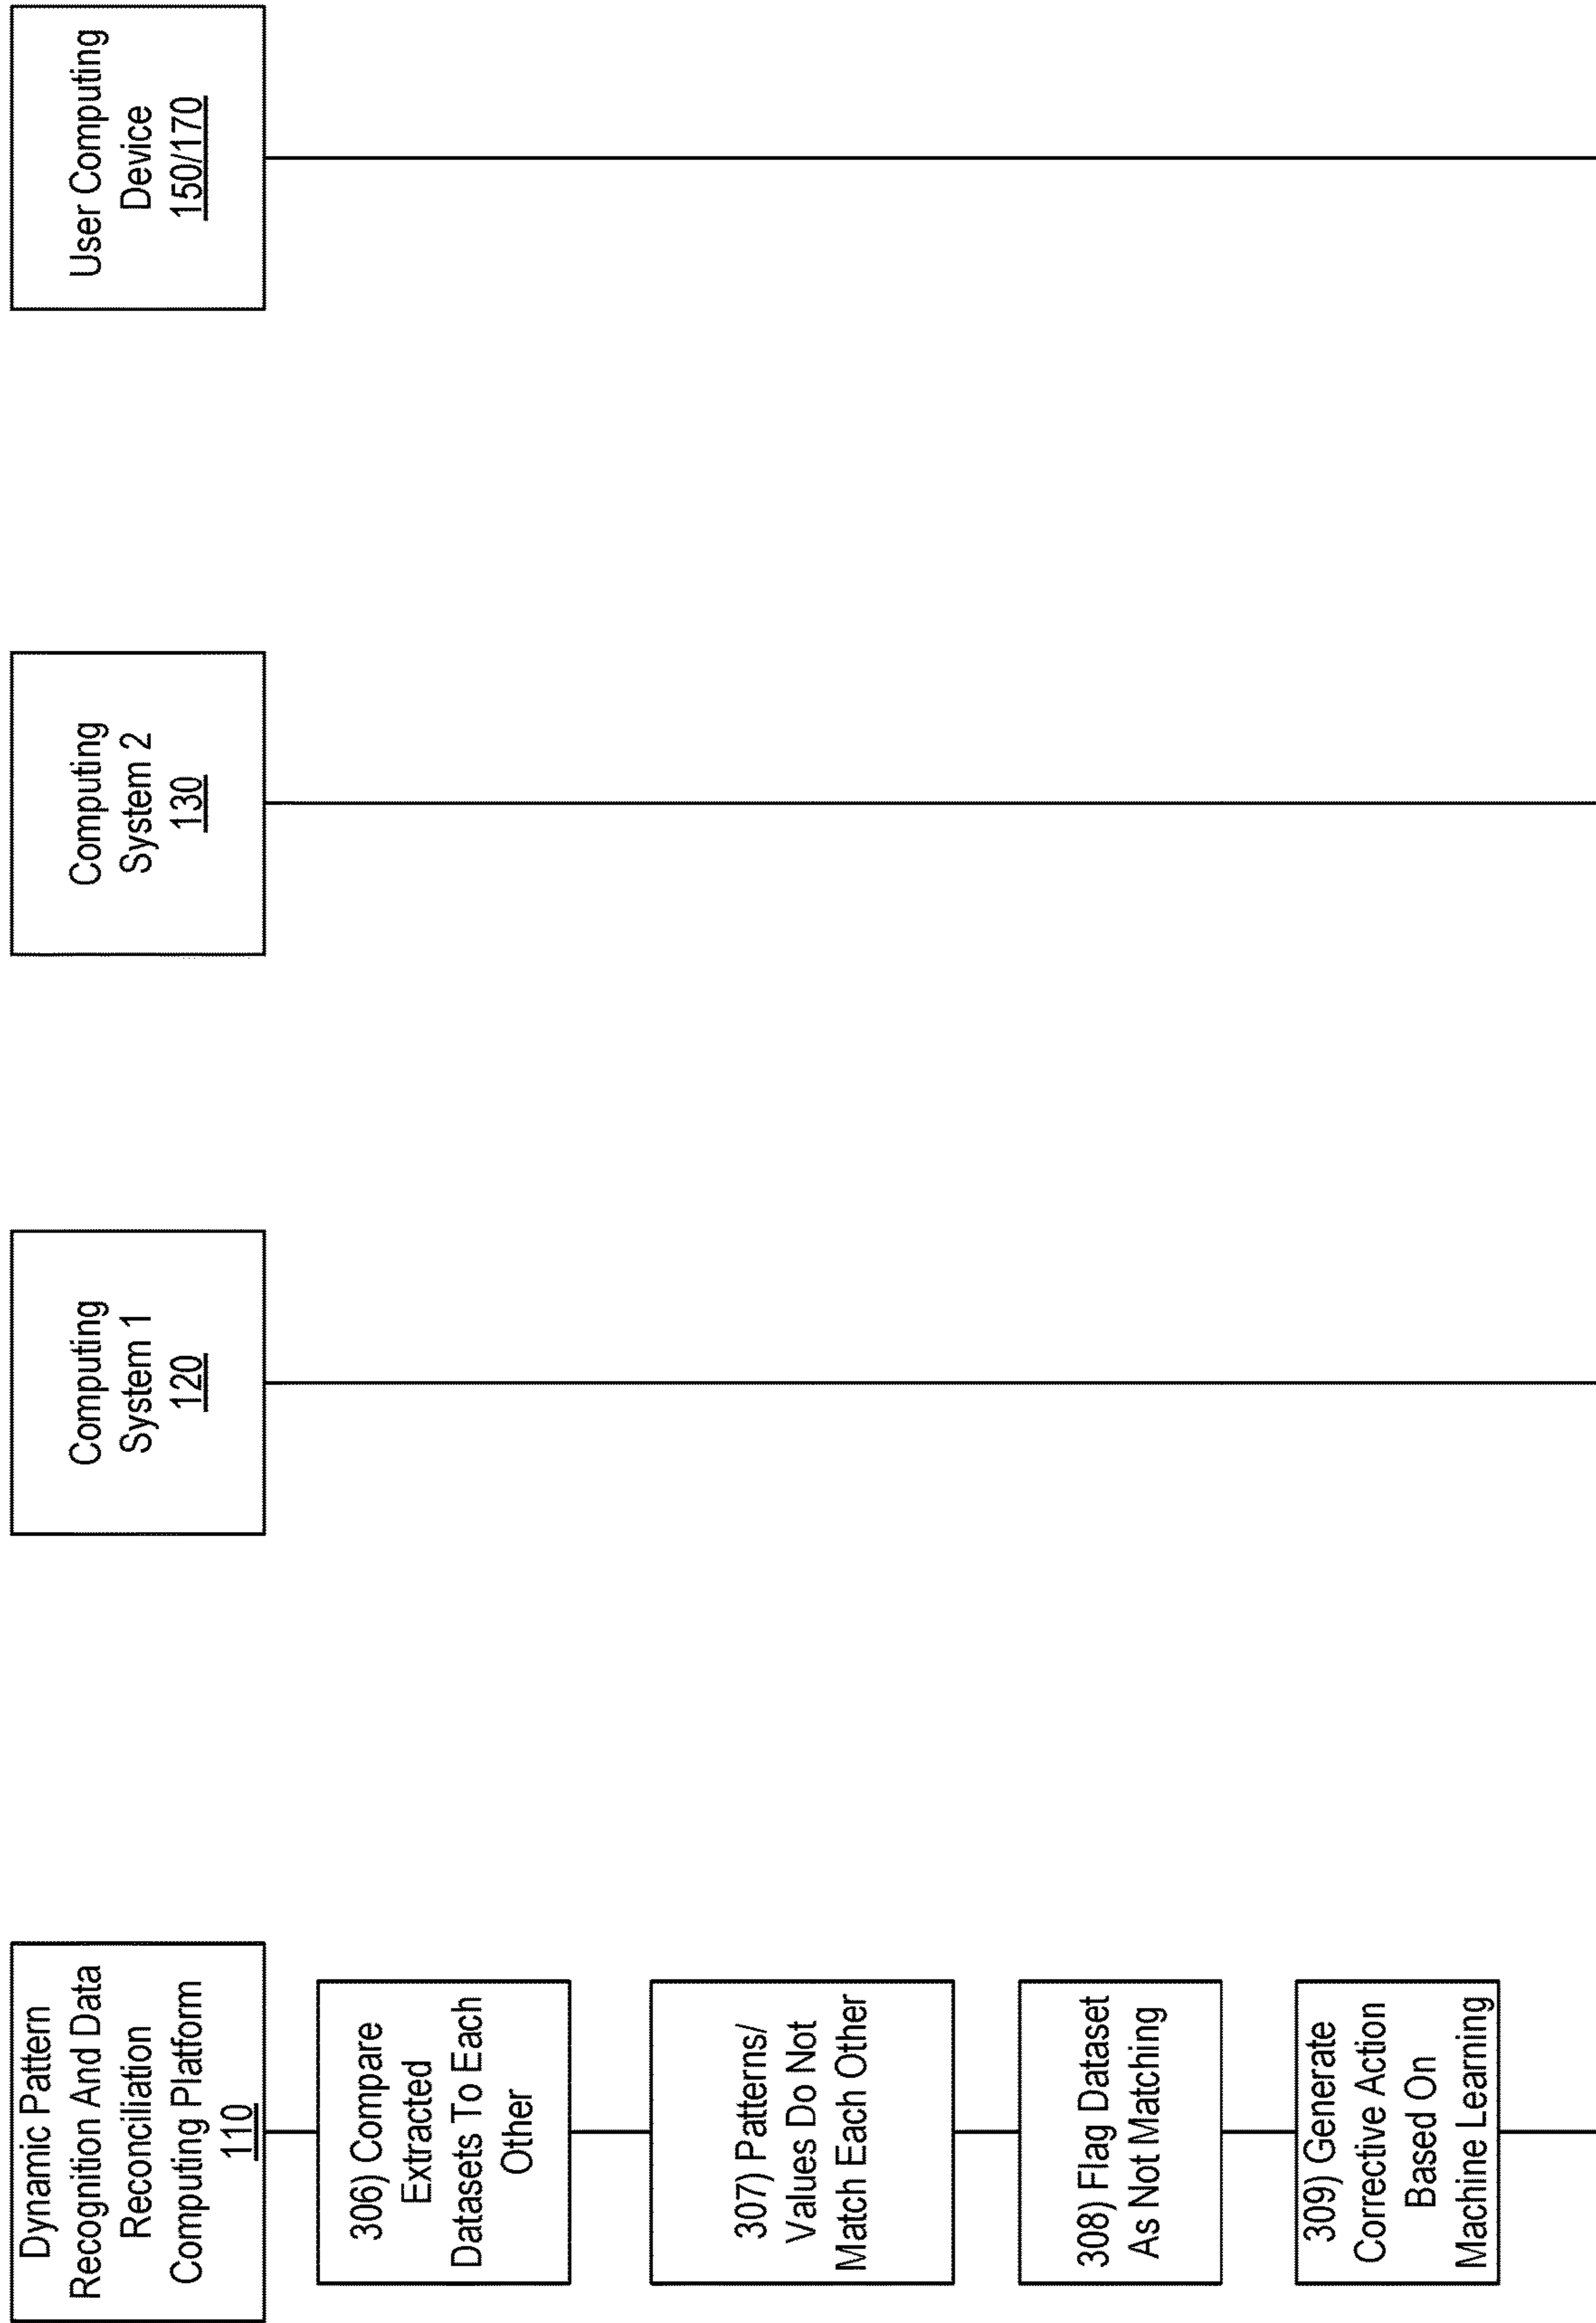 Dynamic Pattern
Recognition And Data
Reconciliation
Computing Platform
110
Computing
System 1
120
Computing
System 2
130
User Computing
Device
150/170
306) Compare
Extracted
Datasets To Each
Other
307) Patterns/
Values Do Not
Match Each Other
308) Flag Dataset
As Not Matching
309) Generate
Corrective Action
Based On
Machine Learning